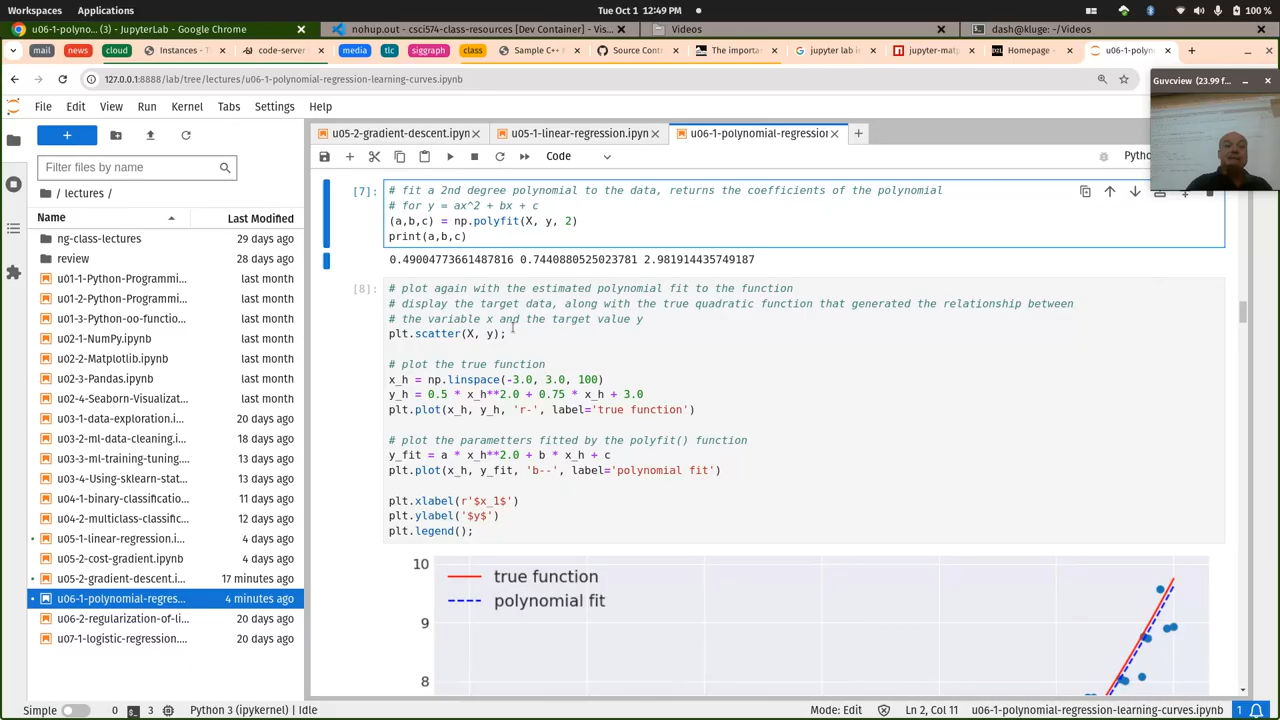 Workspaces Applications Tue Oct 1 12:49 PM 100 %
u06-1-polyno... (3) - JupyterLab - Google Chrome nohup.out - csci574-class-resources [Dev Container] - Vis... Videos dash@kluge: ~/Videos
mail news cloud Instances - T... code-server media tlc siggraph class Sample C++ M Source Contr The importan jupyter lab is jupyter-mat Homepage - u06-1-polyn
127.0.0.1:8888/lab/tree/lectures/u06-1-polynomial-regression-learning-curves.ipynb
Guvcview (23.99 f...
File Edit View Run Kernel Tabs Settings Help
u05-2-gradient-descent.ipyn u05-1-linear-regression.ipyn u06-1-polynomial-regression
Code
Pytho
Filter files by name
/ lectures /
Name Last Modified
ng-class-lectures 29 days ago
review 28 days ago
u01-1-Python-Programmi... last month
u01-2-Python-Programmi... last month
u01-3-Python-oo-functio... last month
u02-1-NumPy.ipynb last month
u02-2-Matplotlib.ipynb last month
u02-3-Pandas.ipynb last month
u02-4-Seaborn-Visualizat... last month
u03-1-data-exploration.i... 20 days ago
u03-2-ml-data-cleaning.i... 18 days ago
u03-3-ml-training-tuning.... 13 days ago
u03-4-Using-sklearn-stat... 13 days ago
u04-1-binary-classificatio... 11 days ago
u04-2-multiclass-classific... 12 days ago
u05-1-linear-regression.i... 4 days ago
u05-2-cost-gradient.ipynb 4 days ago
u05-2-gradient-descent.i... 17 minutes ago
u06-1-polynomial-regres... 4 minutes ago
u06-2-regularization-of-li... 20 days ago
u07-1-logistic-regression.... 20 days ago
[7]: # fit a 2nd degree polynomial to the data, returns the coefficients of the polynomial
# for y = ax^2 + bx + c
(a,b,c) = np.polyfit(X, y, 2)
print(a,b,c)
0.49004773661487816 0.7440880525023781 2.981914435749187
[8]: # plot again with the estimated polynomial fit to the function
# display the target data, along with the true quadratic function that generated the relationship between
# the variable x and the target value y
plt.scatter(X, y);
# plot the true function
x_h = np.linspace(-3.0, 3.0, 100)
y_h = 0.5 * x_h**2.0 + 0.75 * x_h + 3.0
plt.plot(x_h, y_h, 'r-', label='true function')
# plot the parametters fitted by the polyfit() function
y_fit = a * x_h**2.0 + b * x_h + c
plt.plot(x_h, y_fit, 'b--', label='polynomial fit')
plt.xlabel(r'$x_1$')
plt.ylabel('$y$')
plt.legend();
10
true function
polynomial fit
9
8
Simple 0 3 Python 3 (ipykernel) | Idle Mode: Edit Ln 2, Col 11 u06-1-polynomial-regression-learning-curves.ipynb 1